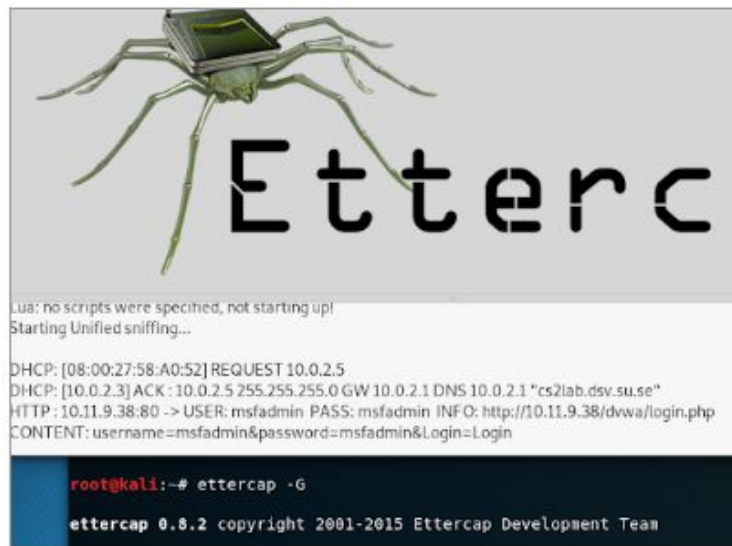 Etterc
Lua: no scripts were specified, not starting up!
Starting Unified sniffing...
DHCP: [08:00:27:58:A0:52] REQUEST 10.0.2.5
DHCP: [10.0.2.3] ACK : 10.0.2.5 255.255.255.0 GW 10.0.2.1 DNS 10.0.2.1 "cs2lab.dsv.su.se"
HTTP : 10.11.9.38:80 -> USER: msfadmin PASS: msfadmin INFO: http://10.11.9.38/dvwa/login.php
CONTENT: username=msfadmin&password=msfadmin&Login=Login
root@kali:~# ettercap -G
ettercap 0.8.2 copyright 2001-2015 Ettercap Development Team